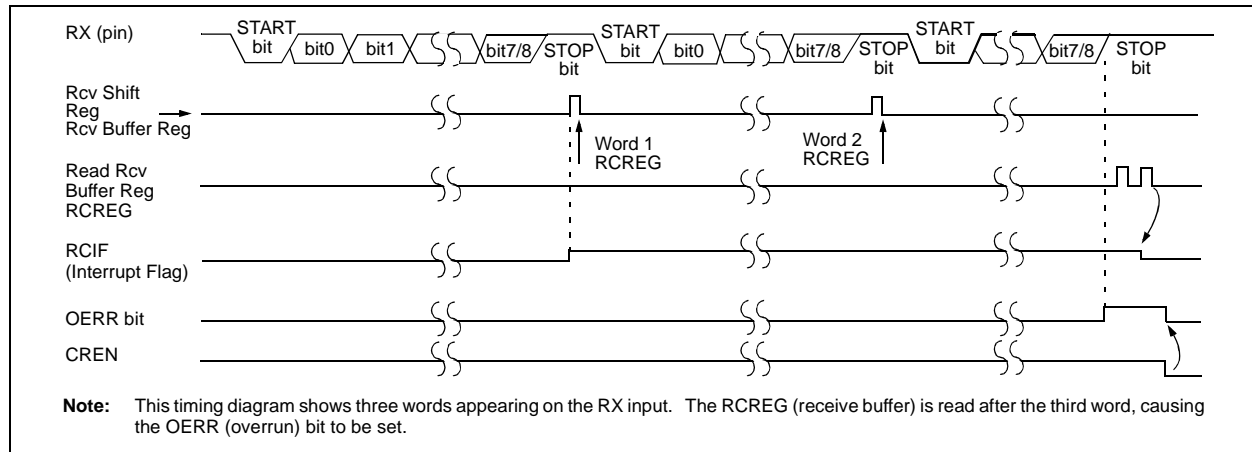 RX (pin)
START
bit
bit0
bit1
bit7/8
STOP
bit
START
bit
bit0
bit7/8
STOP
bit
START
bit
bit7/8
STOP
bit
Rcv Shift
Reg
Rcv Buffer Reg
Word 1
RCREG
Word 2
RCREG
Read Rcv
Buffer Reg
RCREG
RCIF
(Interrupt Flag)
OERR bit
CREN
Note: This timing diagram shows three words appearing on the RX input. The RCREG (receive buffer) is read after the third word, causing
the OERR (overrun) bit to be set.